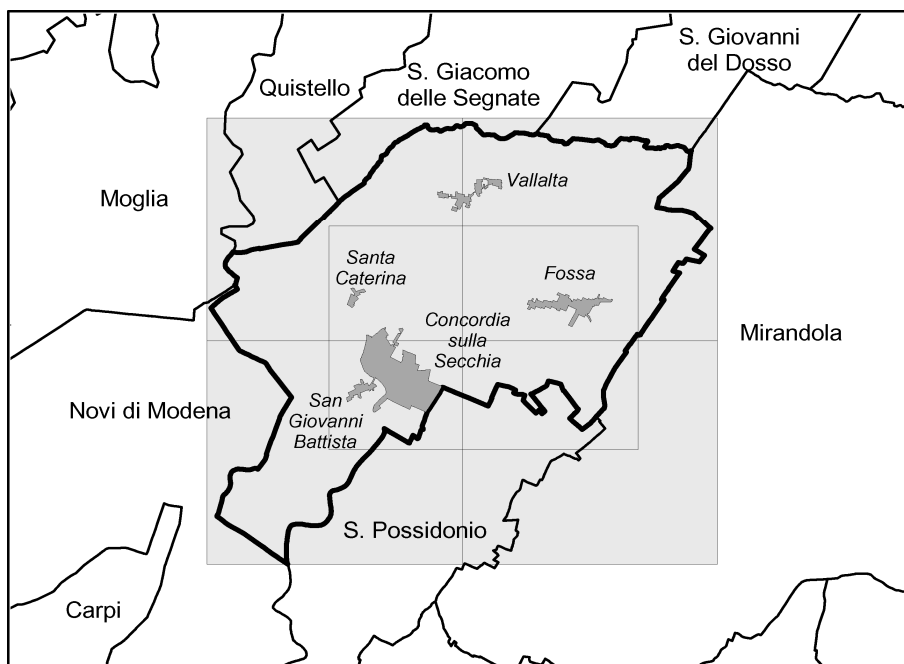 S. Giovanni
del Dosso
S. Giacomo
delle Segnate
Quistello
Vallalta
Moglia
Santa
Caterina
Fossa
Concordia
sulla
Secchia
Mirandola
Novi di Modena
San
Giovanni
Battista
S. Possidonio
Carpi